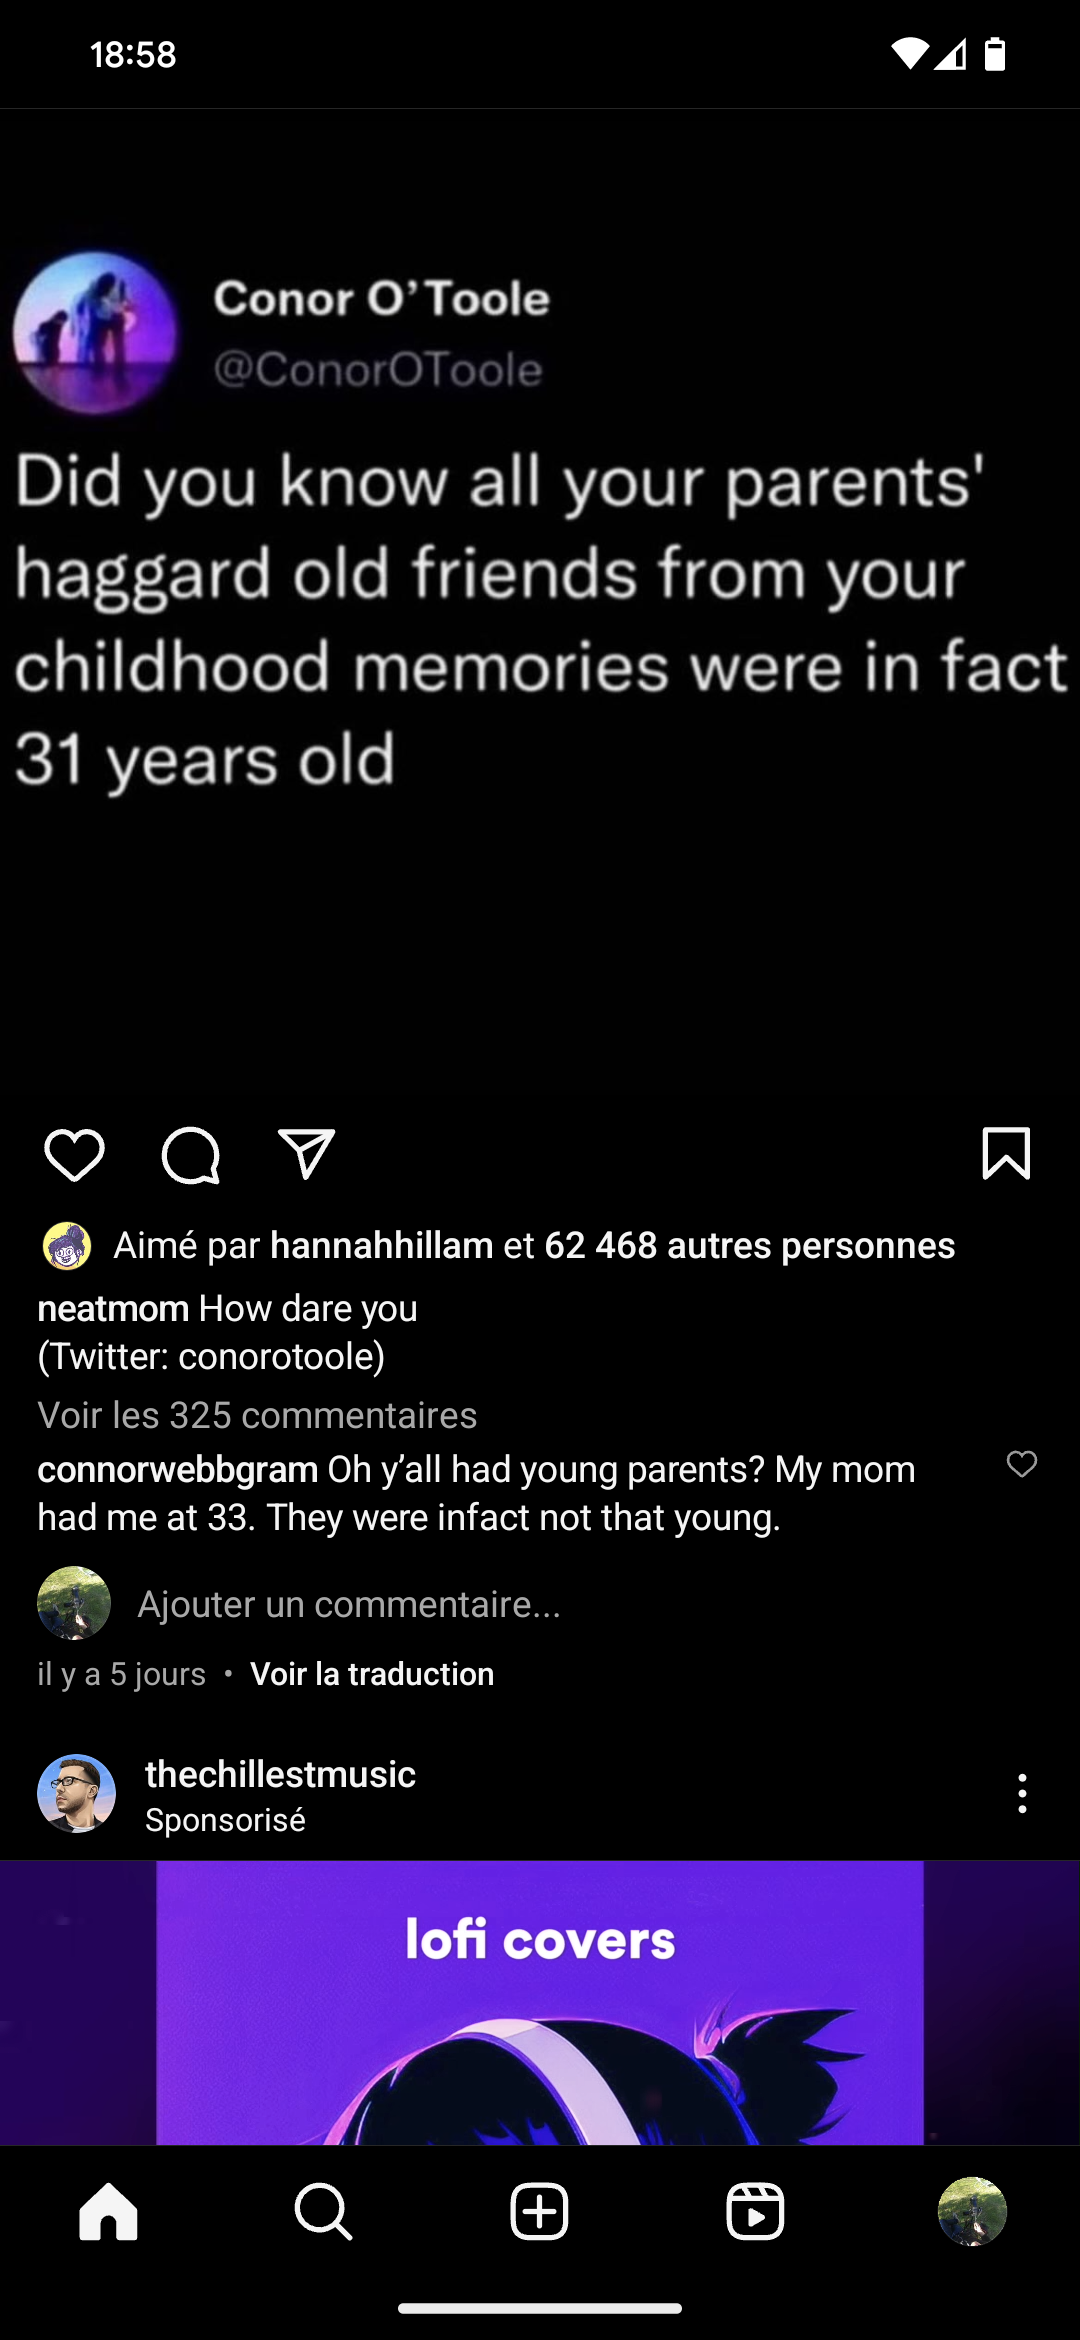 18:58
Conor O’Toole
@ConorOToole
Did you know all your parents'
haggard old friends from your
childhood memories were in fact
31 years old
Aimé par hannahhillam et 62 468 autres personnes
neatmom How dare you
(Twitter: conorotoole)
Voir les 325 commentaires
connorwebbgram Oh y’all had young parents? My mom
had me at 33. They were infact not that young.
Ajouter un commentaire...
il y a 5 jours • Voir la traduction
thechillestmusic
Sponsorisé
lofi covers